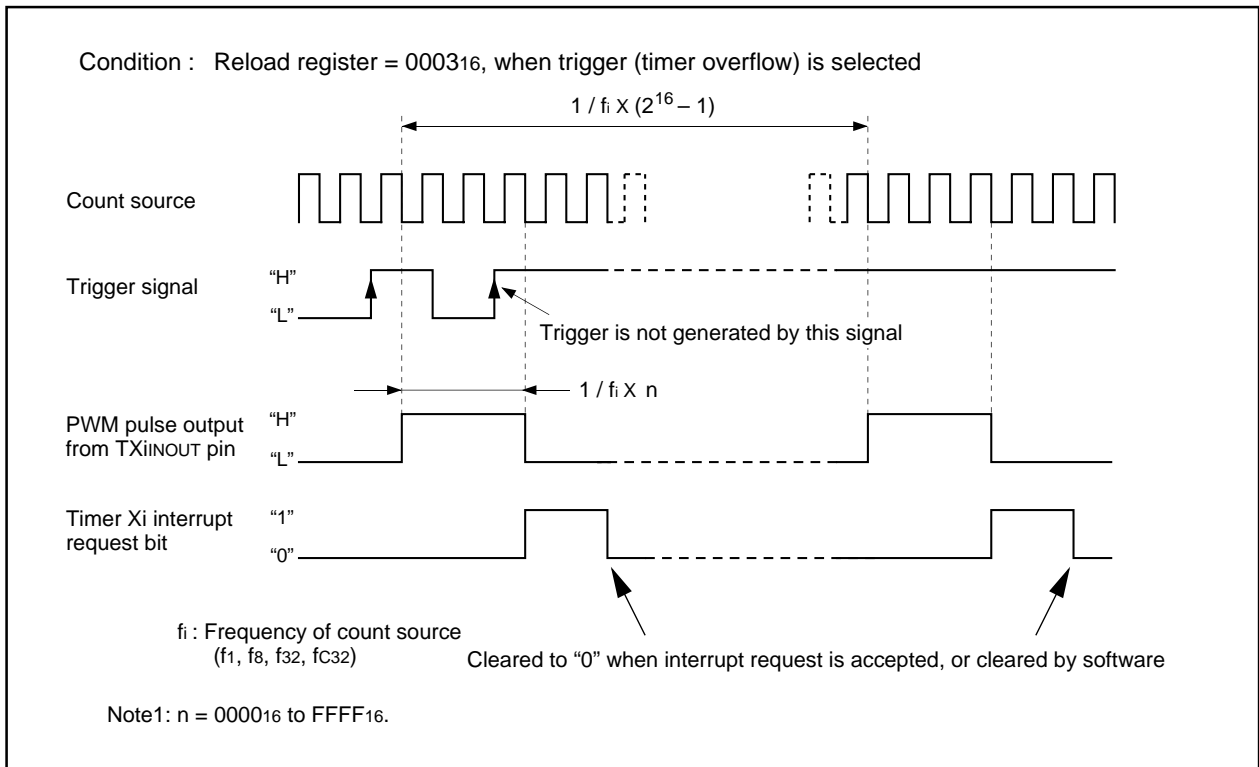 Condition :   Reload register = 000316, when trigger (timer overflow) is selected
1 / fi X (2^16 – 1)
Count source
Trigger signal
“H”
“L”
Trigger is not generated by this signal
1 / fi X n
PWM pulse output
from TXiINOUT pin
“H”
“L”
Timer Xi interrupt
request bit
“1”
“0”
fi : Frequency of count source
(f1, f8, f32, fC32)
Cleared to “0” when interrupt request is accepted, or cleared by software
Note1: n = 000016 to FFFF16.